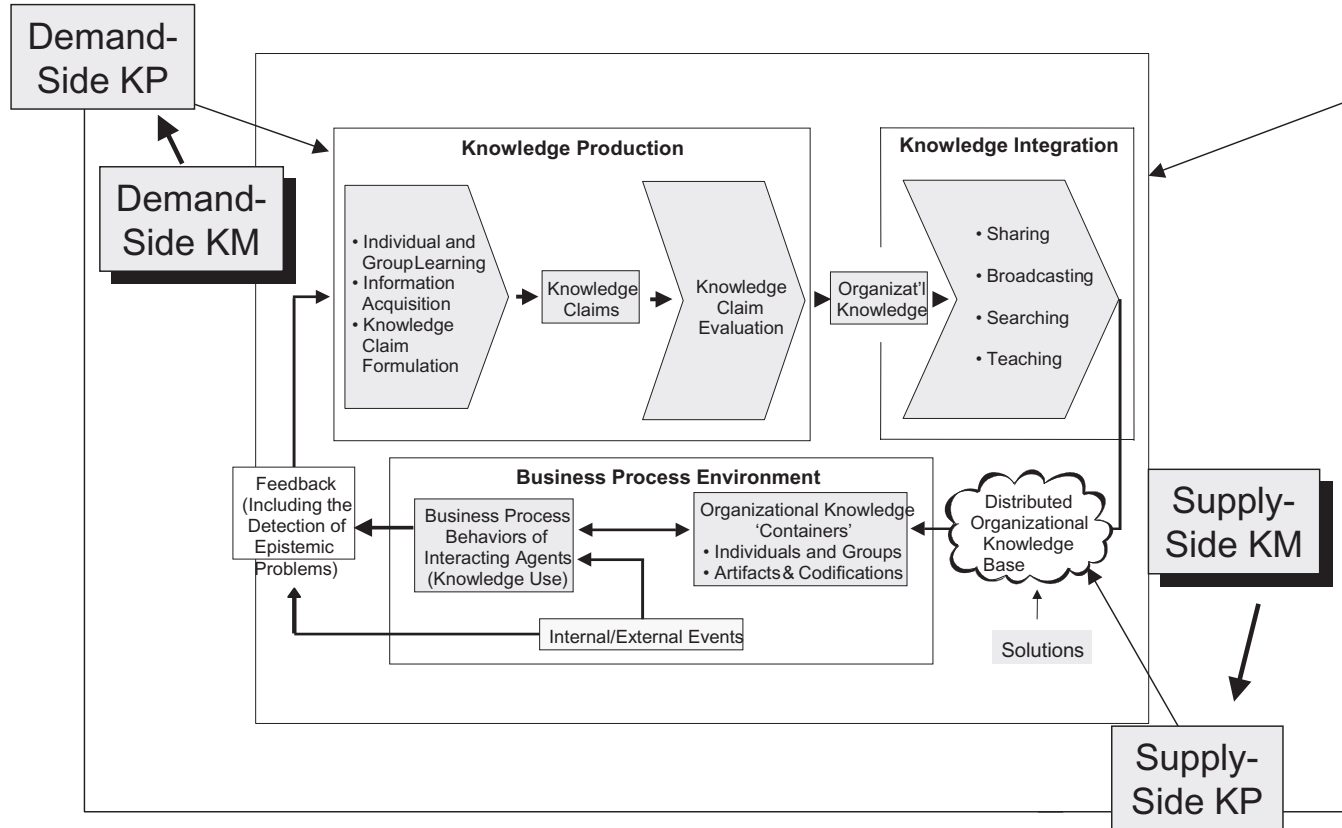 Demand-
Side KP
Demand-
Side KM
Knowledge Production
• Individual and
GroupLearning
• Information
Acquisition
• Knowledge
Claim
Formulation
Knowledge
Claims
Knowledge
Claim
Evaluation
Organizat'l
Knowledge
Knowledge Integration
• Sharing
• Broadcasting
• Searching
• Teaching
Feedback
(Including the
Detection of
Epistemic
Problems)
Business Process Environment
Business Process
Behaviors of
Interacting Agents
(Knowledge Use)
Organizational Knowledge
‘Containers’
• Individuals and Groups
• Artifacts & Codifications
Internal/External Events
Distributed
Organizational
Knowledge
Base
Solutions
Supply-
Side KM
Supply-
Side KP